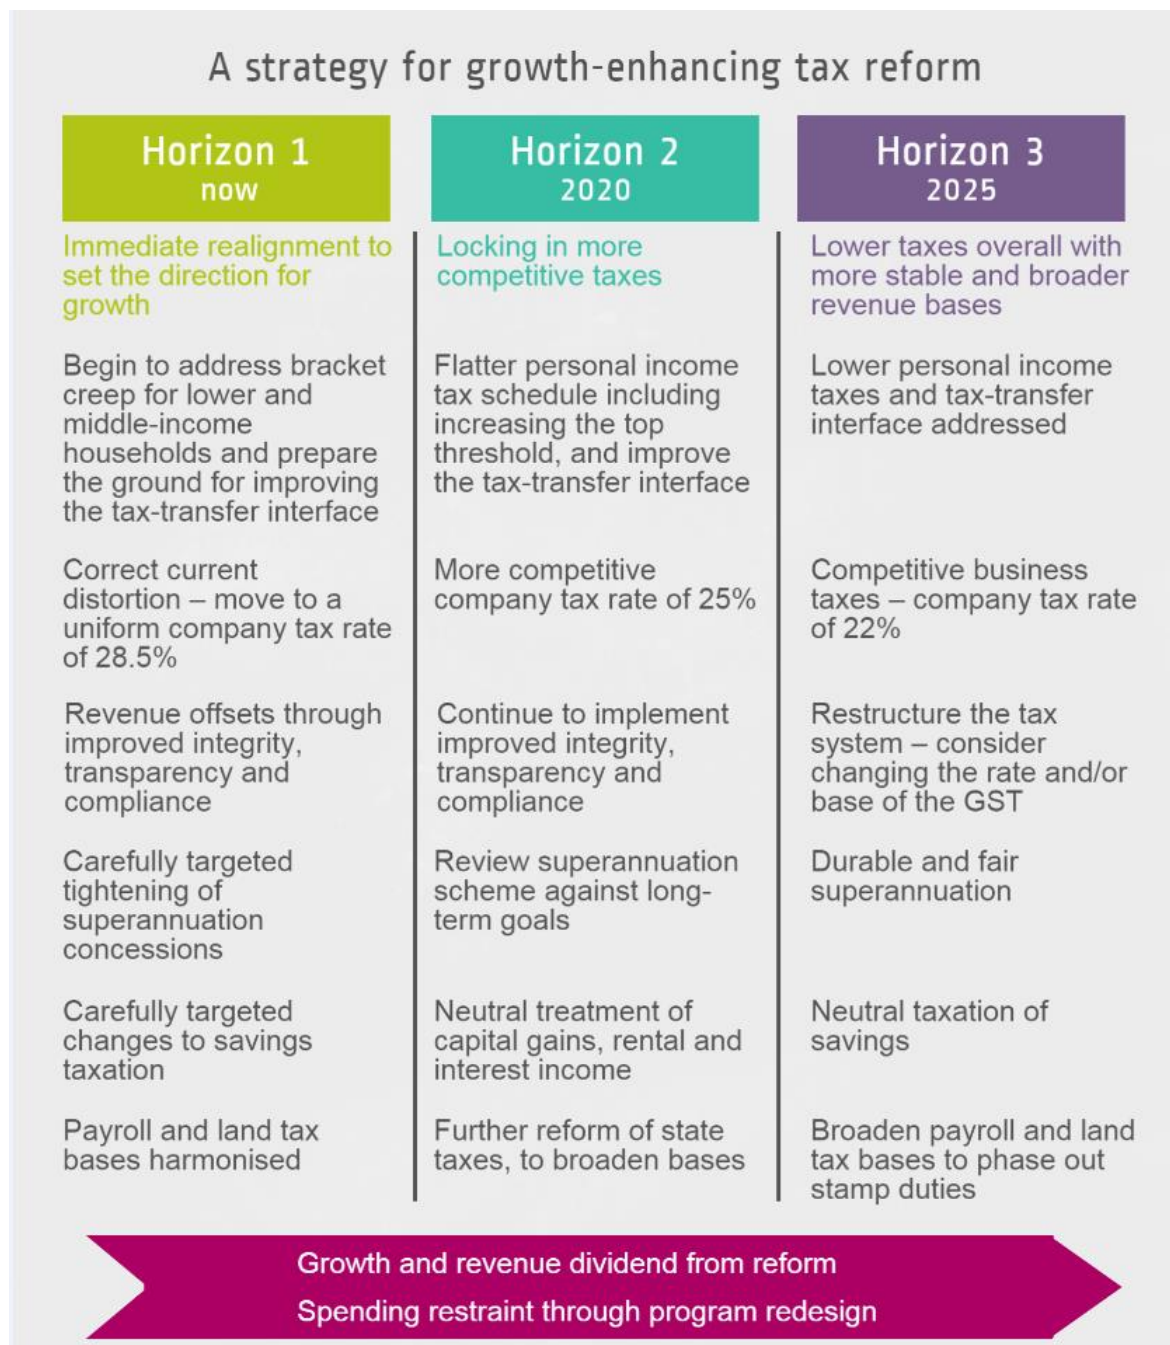 A strategy for growth-enhancing tax reform
Horizon 1
now
Immediate realignment to
set the direction for
growth
Begin to address bracket
creep for lower and
middle-income
households and prepare
the ground for improving
the tax-transfer interface
Correct current
distortion – move to a
uniform company tax rate
of 28.5%
Revenue offsets through
improved integrity,
transparency and
compliance
Carefully targeted
tightening of
superannuation
concessions
Carefully targeted
changes to savings
taxation
Payroll and land tax
bases harmonised
Horizon 2
2020
Locking in more
competitive taxes
Flatter personal income
tax schedule including
increasing the top
threshold, and improve
the tax-transfer interface
More competitive
company tax rate of 25%
Continue to implement
improved integrity,
transparency and
compliance
Review superannuation
scheme against long-
term goals
Neutral treatment of
capital gains, rental and
interest income
Further reform of state
taxes, to broaden bases
Horizon 3
2025
Lower taxes overall with
more stable and broader
revenue bases
Lower personal income
taxes and tax-transfer
interface addressed
Competitive business
taxes – company tax rate
of 22%
Restructure the tax
system – consider
changing the rate and/or
base of the GST
Durable and fair
superannuation
Neutral taxation of
savings
Broaden payroll and land
tax bases to phase out
stamp duties
Growth and revenue dividend from reform
Spending restraint through program redesign